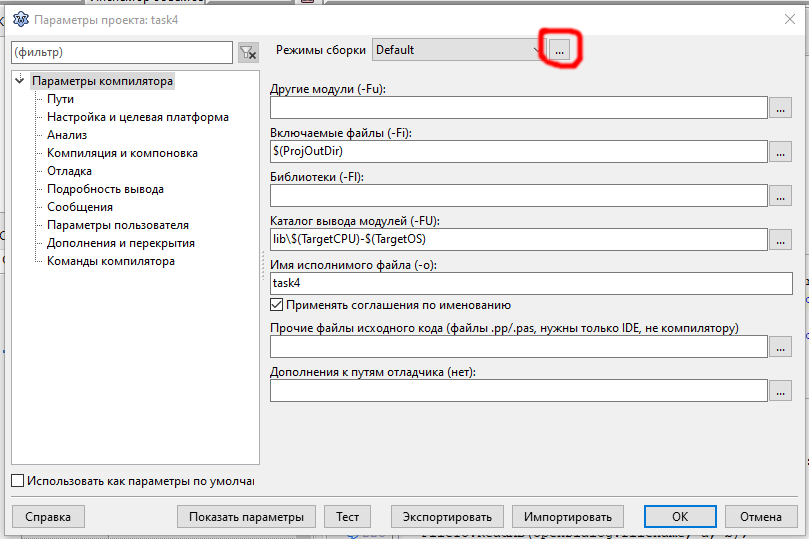 Параметры проекта: task4
(фильтр)
Режимы сборки Default ...
Параметры компилятора
Пути
Настройка и целевая платформа
Анализ
Компиляция и компоновка
Отладка
Подробность вывода
Сообщения
Параметры пользователя
Дополнения и перекрытия
Команды компилятора
Другие модули (-Fu):
...
Включаемые файлы (-Fi):
$(ProjOutDir) ...
Библиотеки (-Fl):
...
Каталог вывода модулей (-FU):
lib\$(TargetCPU)-$(TargetOS) ...
Имя исполнимого файла (-o):
task4
Применять соглашения по именованию
Прочие файлы исходного кода (файлы .pp/.pas, нужны только IDE, не компилятору)
...
Дополнения к путям отладчика (нет):
...
Использовать как параметры по умолчан
Справка Показать параметры Тест Экспортировать Импортировать OK Отмена